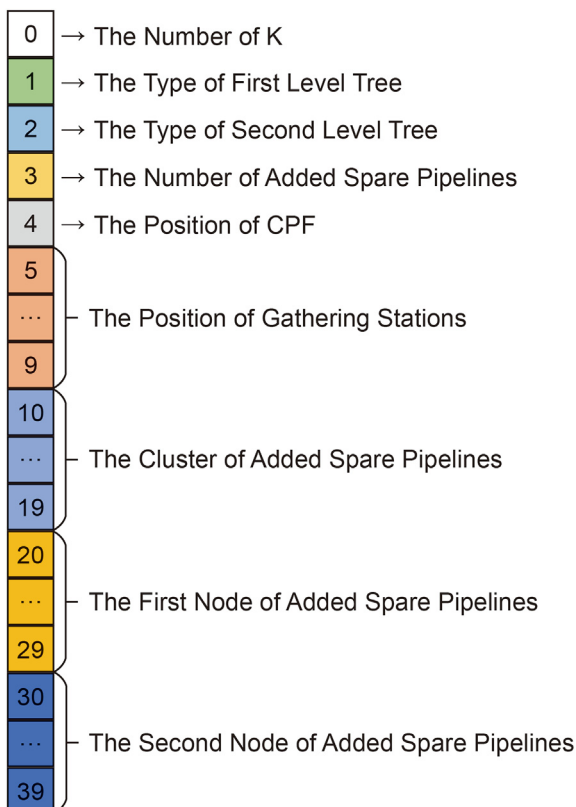 0 → The Number of K
1 → The Type of First Level Tree
2 → The Type of Second Level Tree
3 → The Number of Added Spare Pipelines
4 → The Position of CPF
5
... The Position of Gathering Stations
9
10
... The Cluster of Added Spare Pipelines
19
20
... The First Node of Added Spare Pipelines
29
30
... The Second Node of Added Spare Pipelines
39